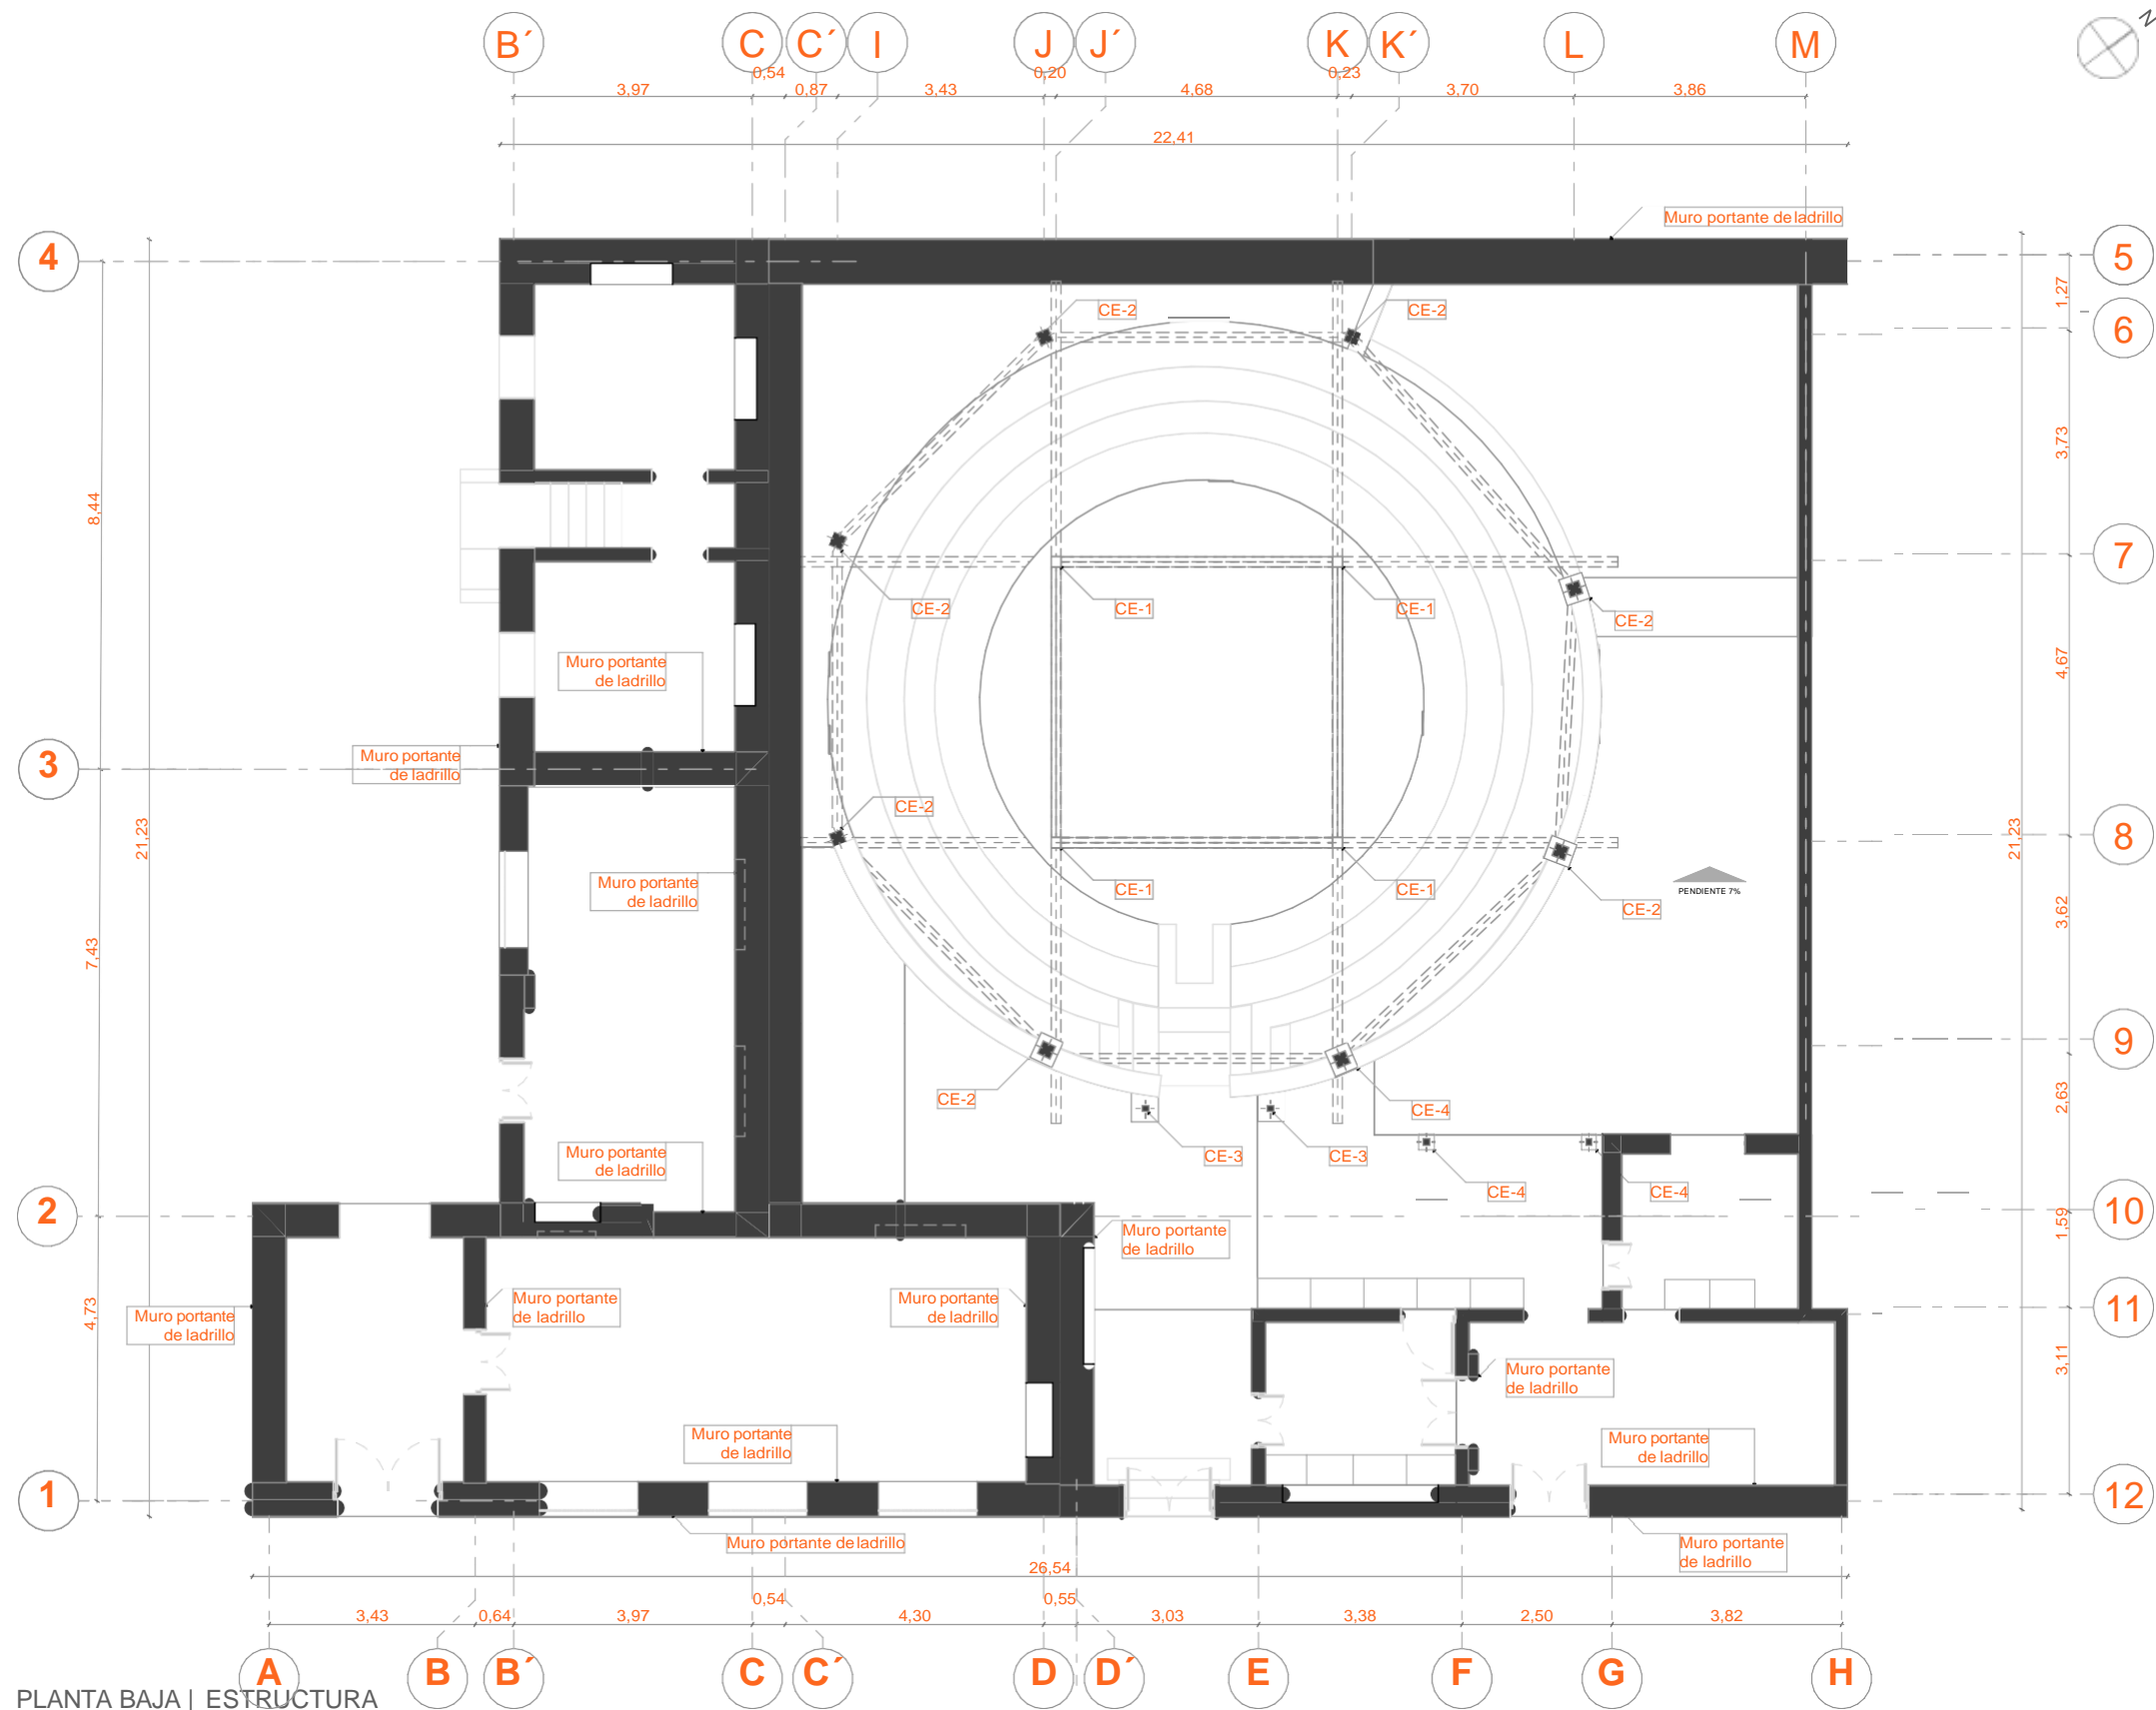 B´ C C´ I J J´ K K´ L M N
0,54 0,20 0,23
3,97 0,87 3,43 4,68 3,70 3,86
22,41
Muro portante de ladrillo
4 5
1,27
CE-2 CE-2
6
3,73
8,44
7
CE-2 CE-1 CE-1 CE-2
Muro portante
de ladrillo
4,67
Muro portante
de ladrillo
3
CE-2
21,23 21,23
8
Muro portante
de ladrillo
CE-1 CE-1
PENDIENTE 7%
CE-2
3,62
7,43
9
CE-2 CE-4
2,63
Muro portante
de ladrillo
CE-3 CE-3
CE-4 CE-4
2 10
Muro portante
de ladrillo
1,59
Muro portante
de ladrillo
Muro portante
de ladrillo
Muro portante
de ladrillo
4,73
11
3,11
Muro portante
de ladrillo
Muro portante
de ladrillo
Muro portante
de ladrillo
1 12
Muro portante de ladrillo
Muro portante
de ladrillo
26,54
0,54 0,55
3,43 0,64 3,97 4,30 3,03 3,38 2,50 3,82
A B B´ C C´ D D´ E F G H
PLANTA BAJA | ESTRUCTURA